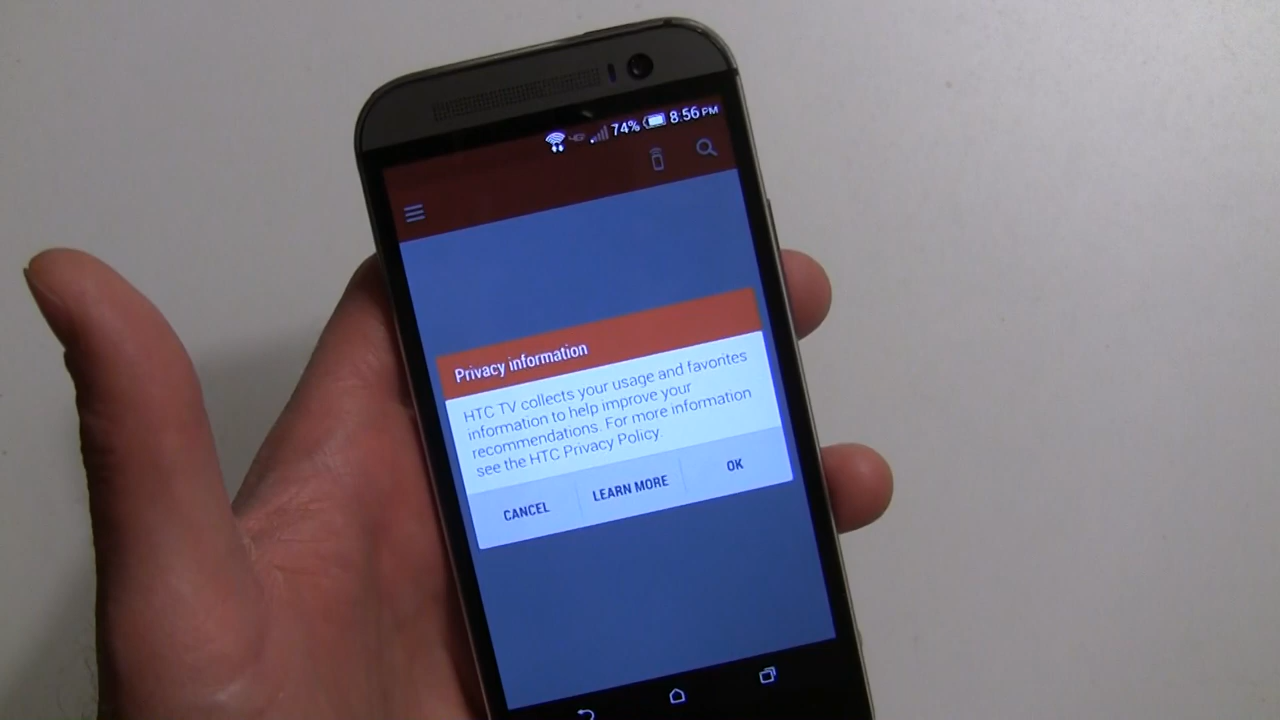 4G 74% 8:56 PM
Privacy information
HTC TV collects your usage and favorites
information to help improve your
recommendations. For more information
see the HTC Privacy Policy.
CANCEL LEARN MORE OK